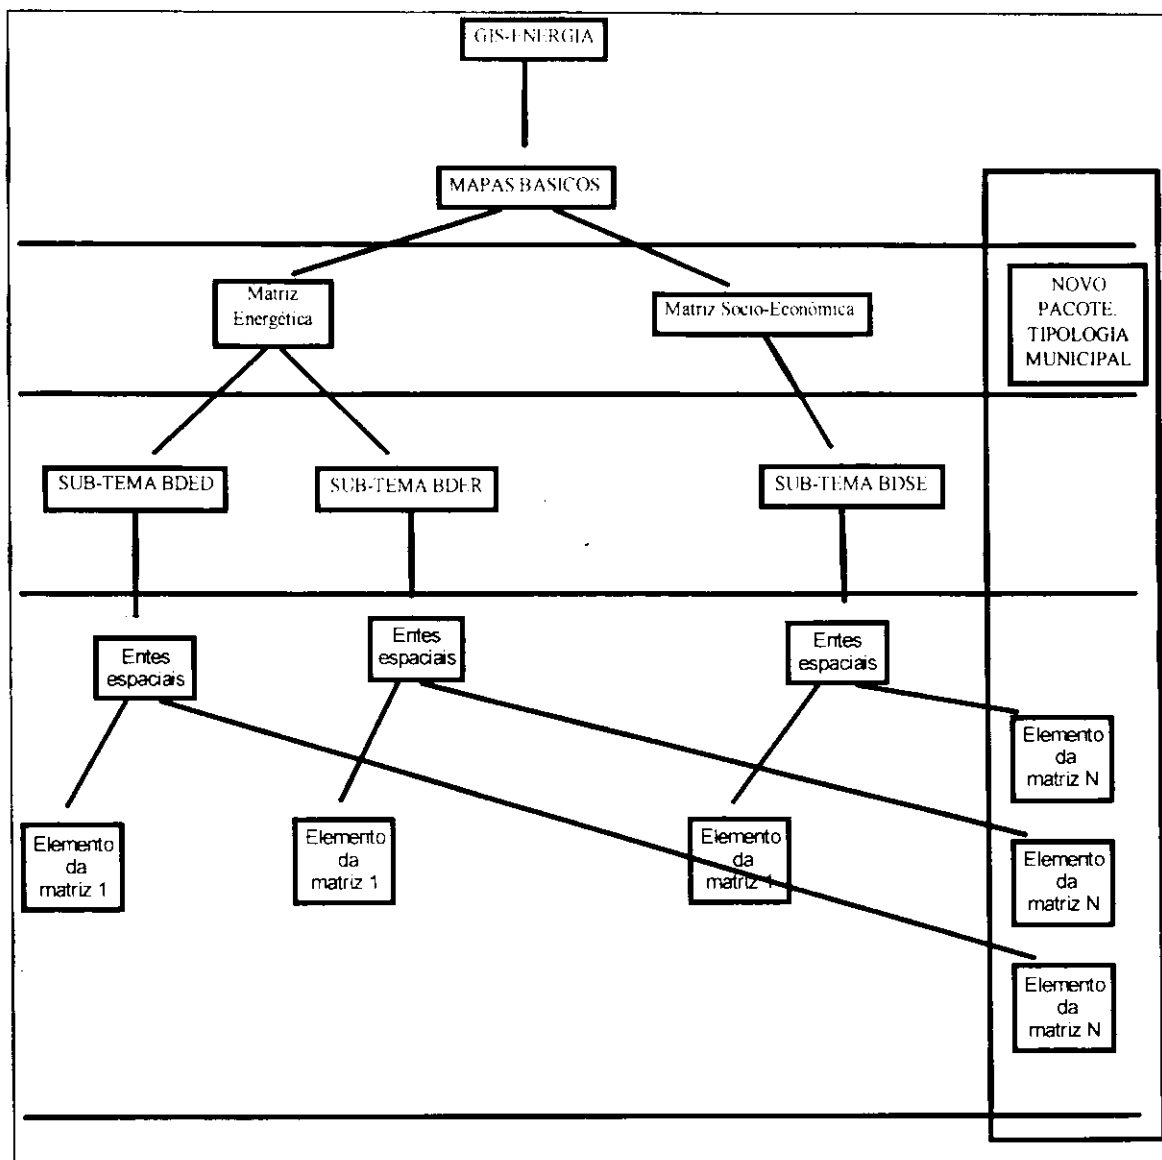 GIS-ENERGIA
MAPAS BASICOS
Matriz
Energética
Matriz Socio-Económica
NOVO
PACOTE.
TIPOLOGIA
MUNICIPAL
SUB-TEMA BDED
SUB-TEMA BDER
SUB-TEMA BDSE
Entes
espaciais
Entes
espaciais
Entes
espaciais
Elemento
da
matriz N
Elemento
da
matriz 1
Elemento
da
matriz 1
Elemento
da
matriz 1
Elemento
da
matriz N
Elemento
da
matriz N